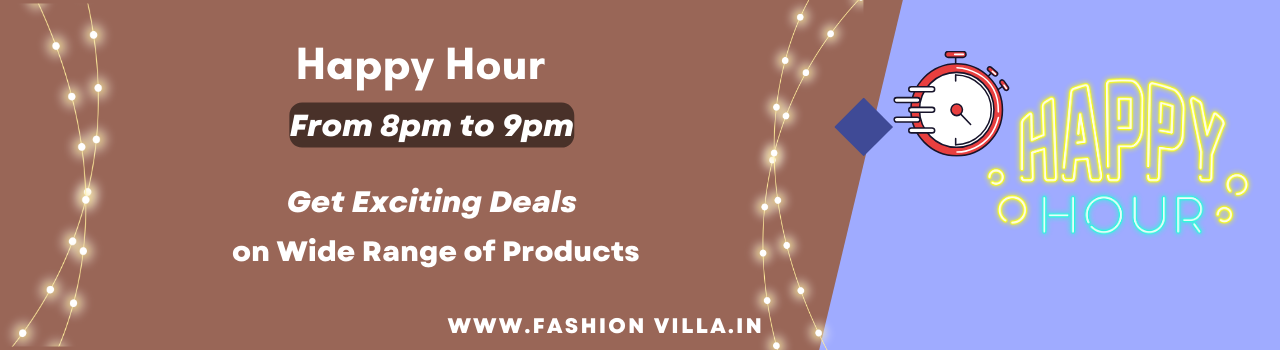 Happy Hour
From 8pm to 9pm
Get Exciting Deals
on Wide Range of Products
WWW.FASHION VILLA.IN
HAPPY
HOUR